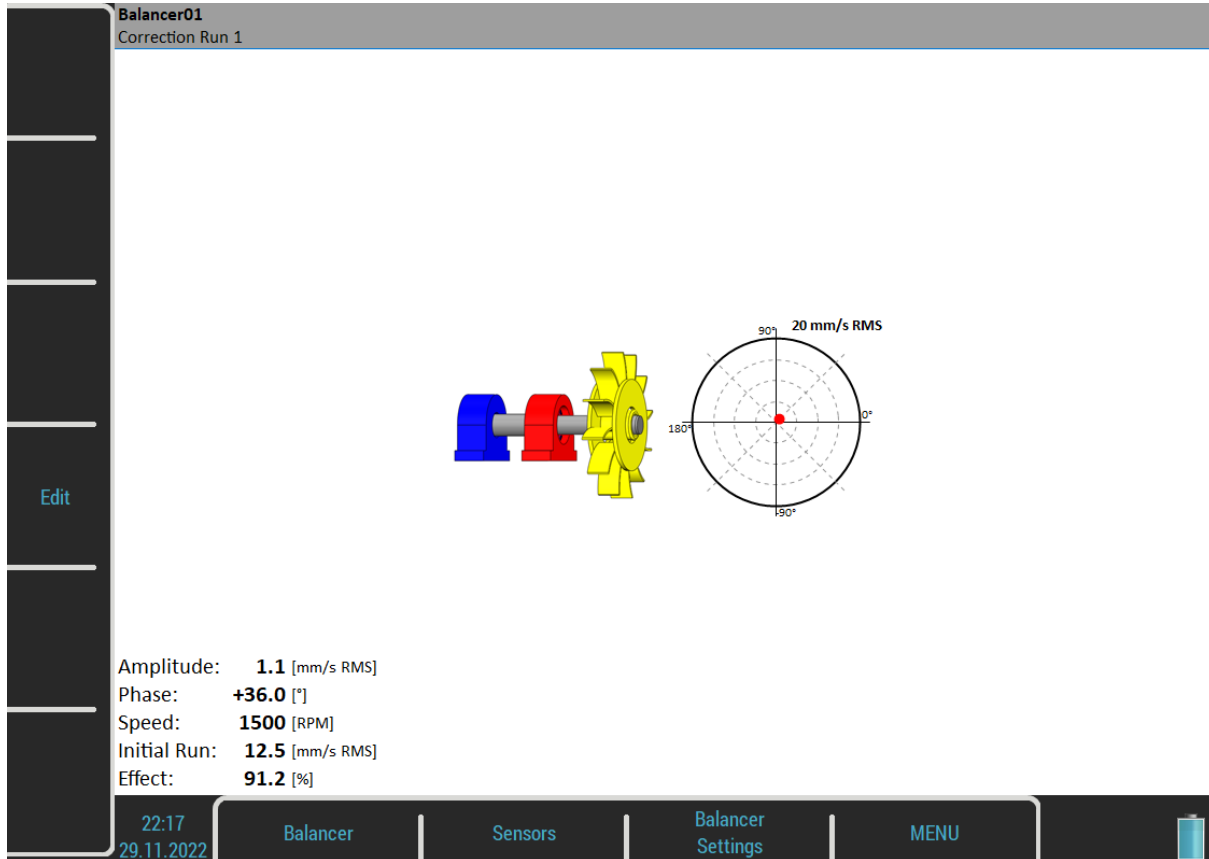 Balancer01
Correction Run 1
90°
20 mm/s RMS
0°
180°
-90°
Edit
Amplitude: 1.1 [mm/s RMS]
Phase: +36.0 [°]
Speed: 1500 [RPM]
Initial Run: 12.5 [mm/s RMS]
Effect: 91.2 [%]
22:17
29.11.2022
Balancer
Sensors
Balancer
Settings
MENU